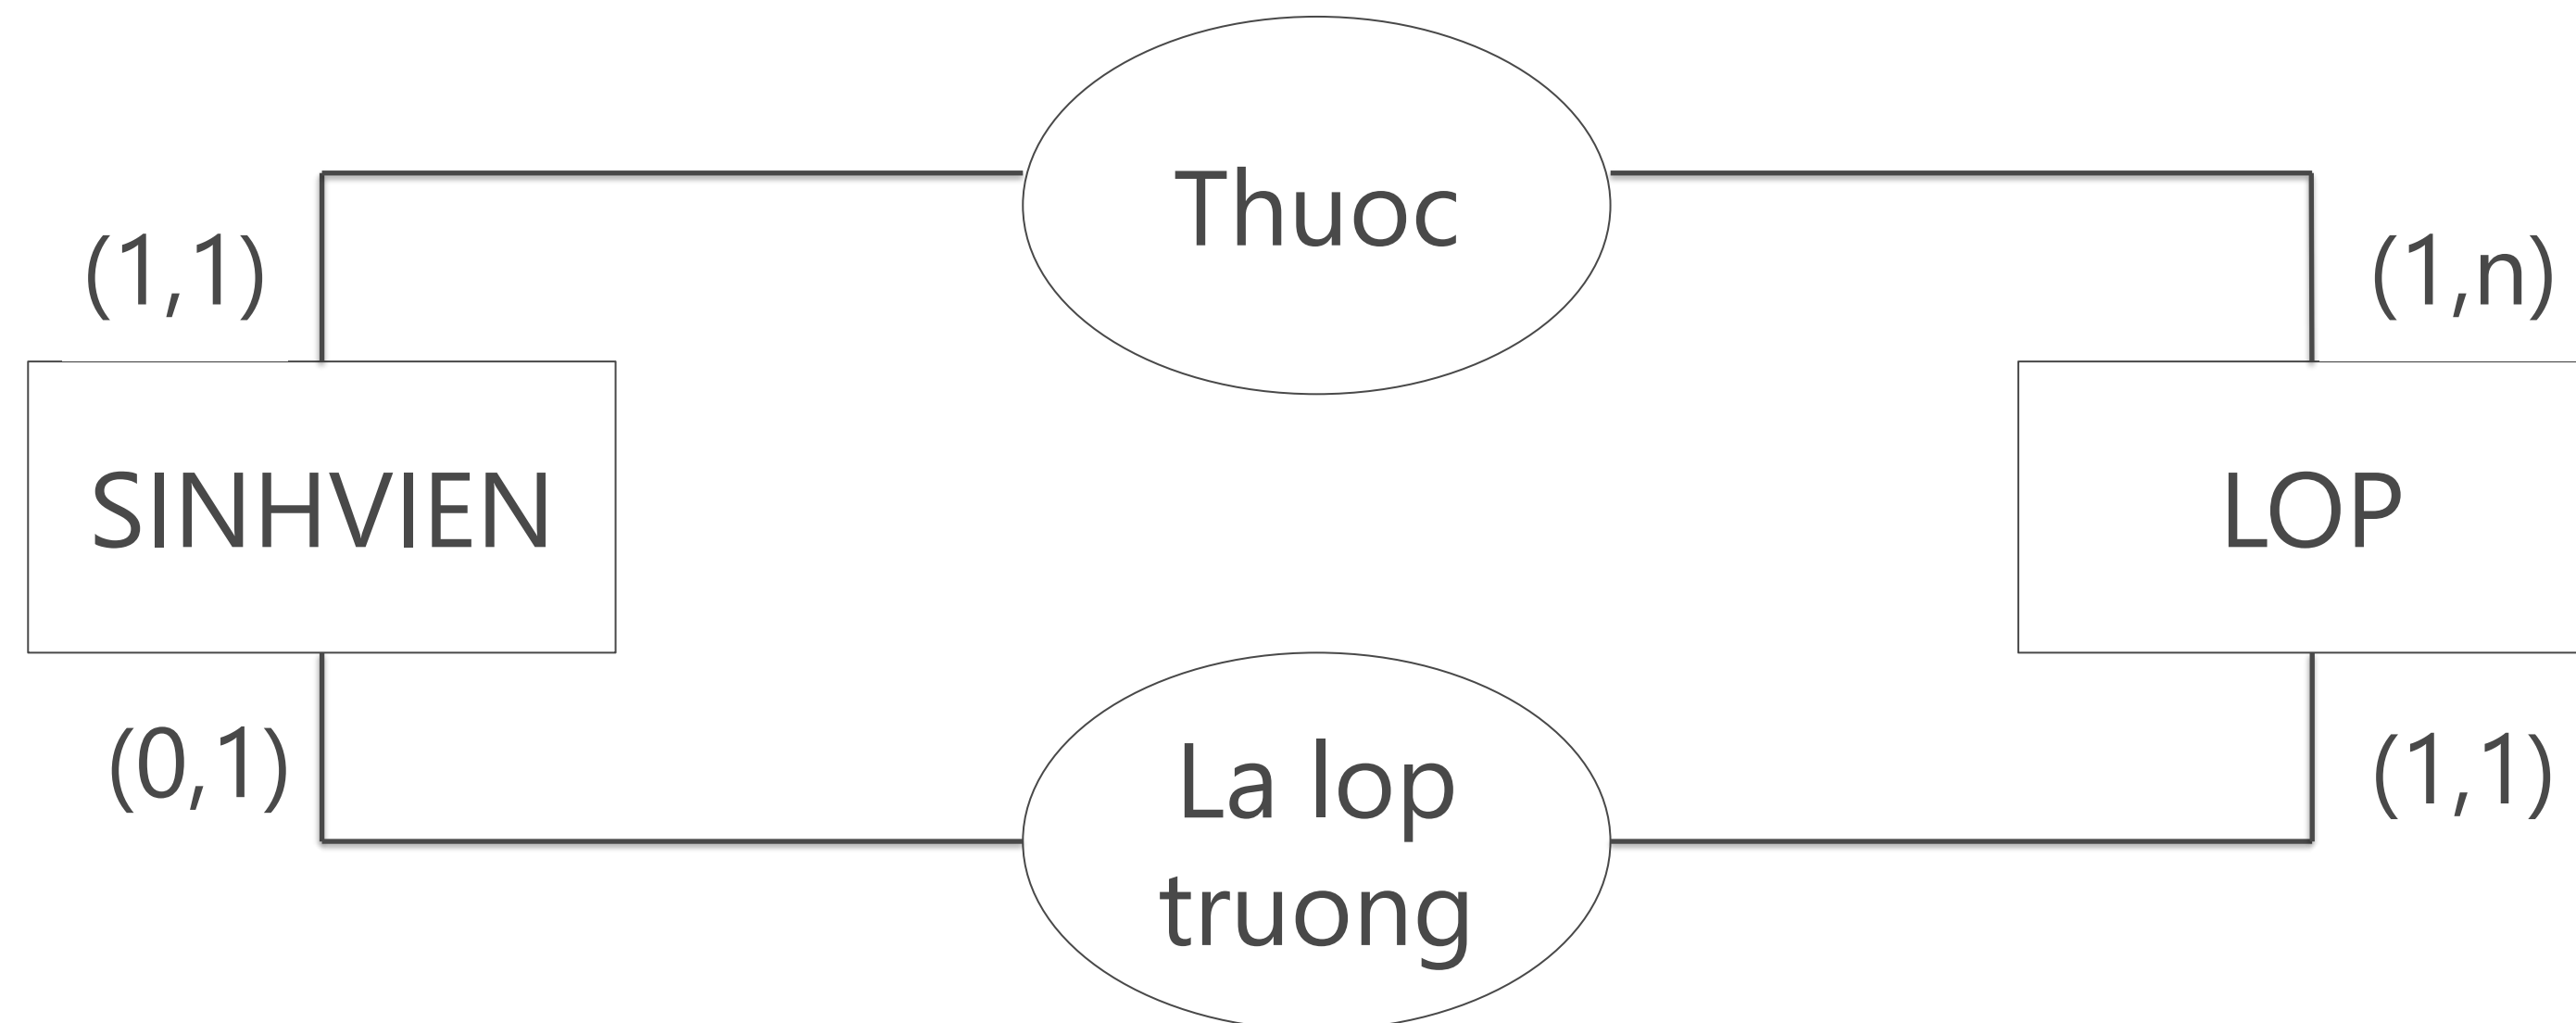 Thuoc
(1,1)
(1,n)
SINHVIEN
LOP
(0,1)
(1,1)
La lop
truong